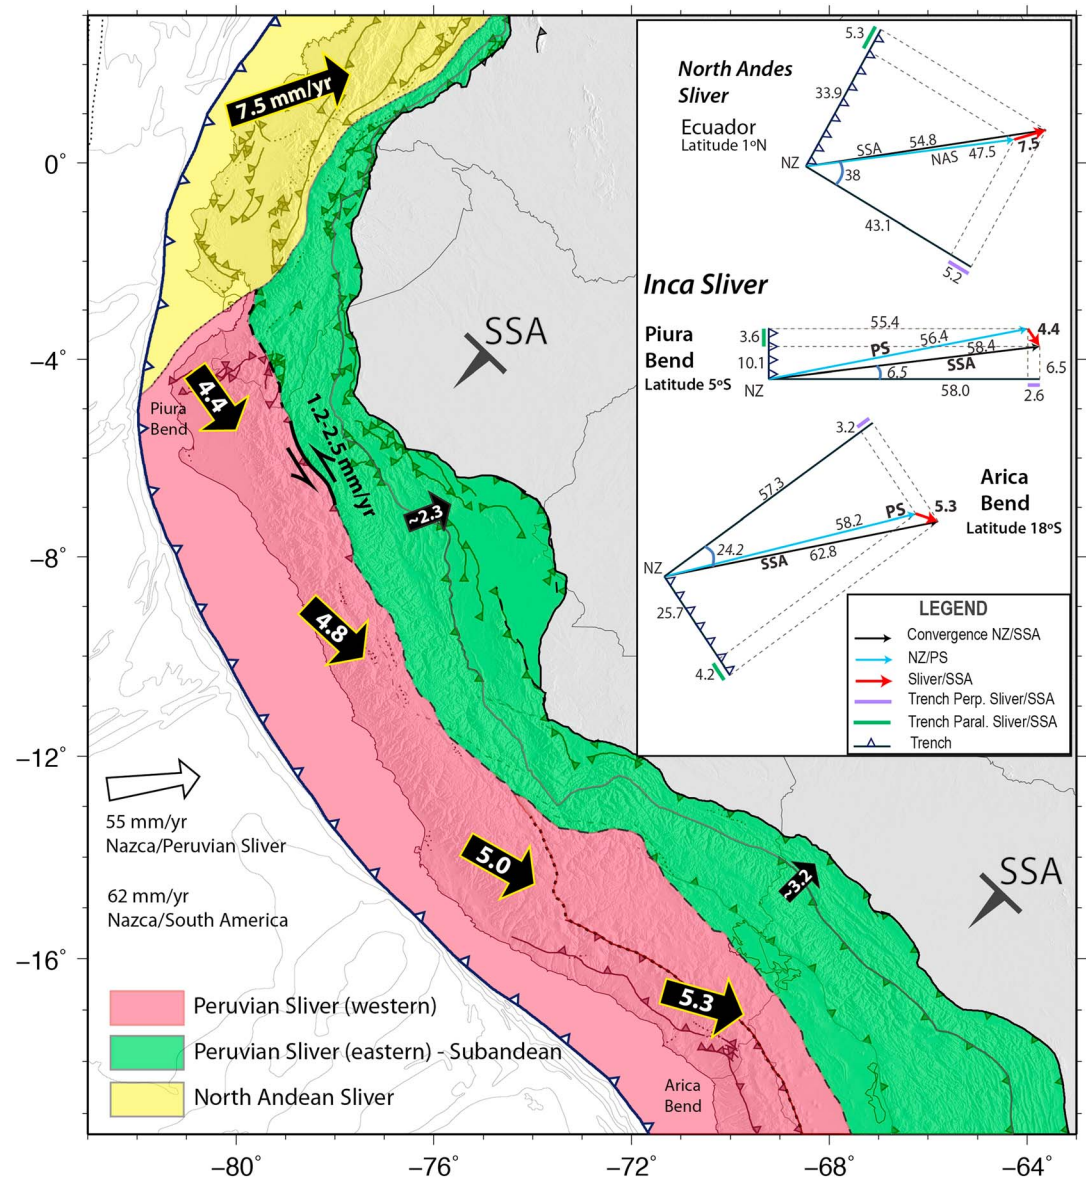 7.5 mm/yr
0°
−4°
−8°
−12°
−16°
−80°
−76°
−72°
−68°
−64°
SSA
4.4
Piura
Bend
1.2-2.5 mm/yr
~2.3
4.8
5.0
~3.2
SSA
5.3
Arica
Bend
55 mm/yr
Nazca/Peruvian Sliver
62 mm/yr
Nazca/South America
Peruvian Sliver (western)
Peruvian Sliver (eastern) - Subandean
North Andean Sliver
North Andes
Sliver
Ecuador
Latitude 1ºN
5.3
33.9
SSA
54.8
NAS
47.5
7.5
NZ
38
43.1
5.2
Inca Sliver
Piura
Bend
Latitude 5ºS
3.6
10.1
55.4
56.4
PS
58.4
SSA
4.4
6.5
6.5
NZ
58.0
2.6
Arica
Bend
Latitude 18ºS
3.2
57.3
PS
5.3
58.2
62.8
SSA
24.2
NZ
25.7
4.2
LEGEND
Convergence NZ/SSA
NZ/PS
Sliver/SSA
Trench Perp. Sliver/SSA
Trench Paral. Sliver/SSA
Trench